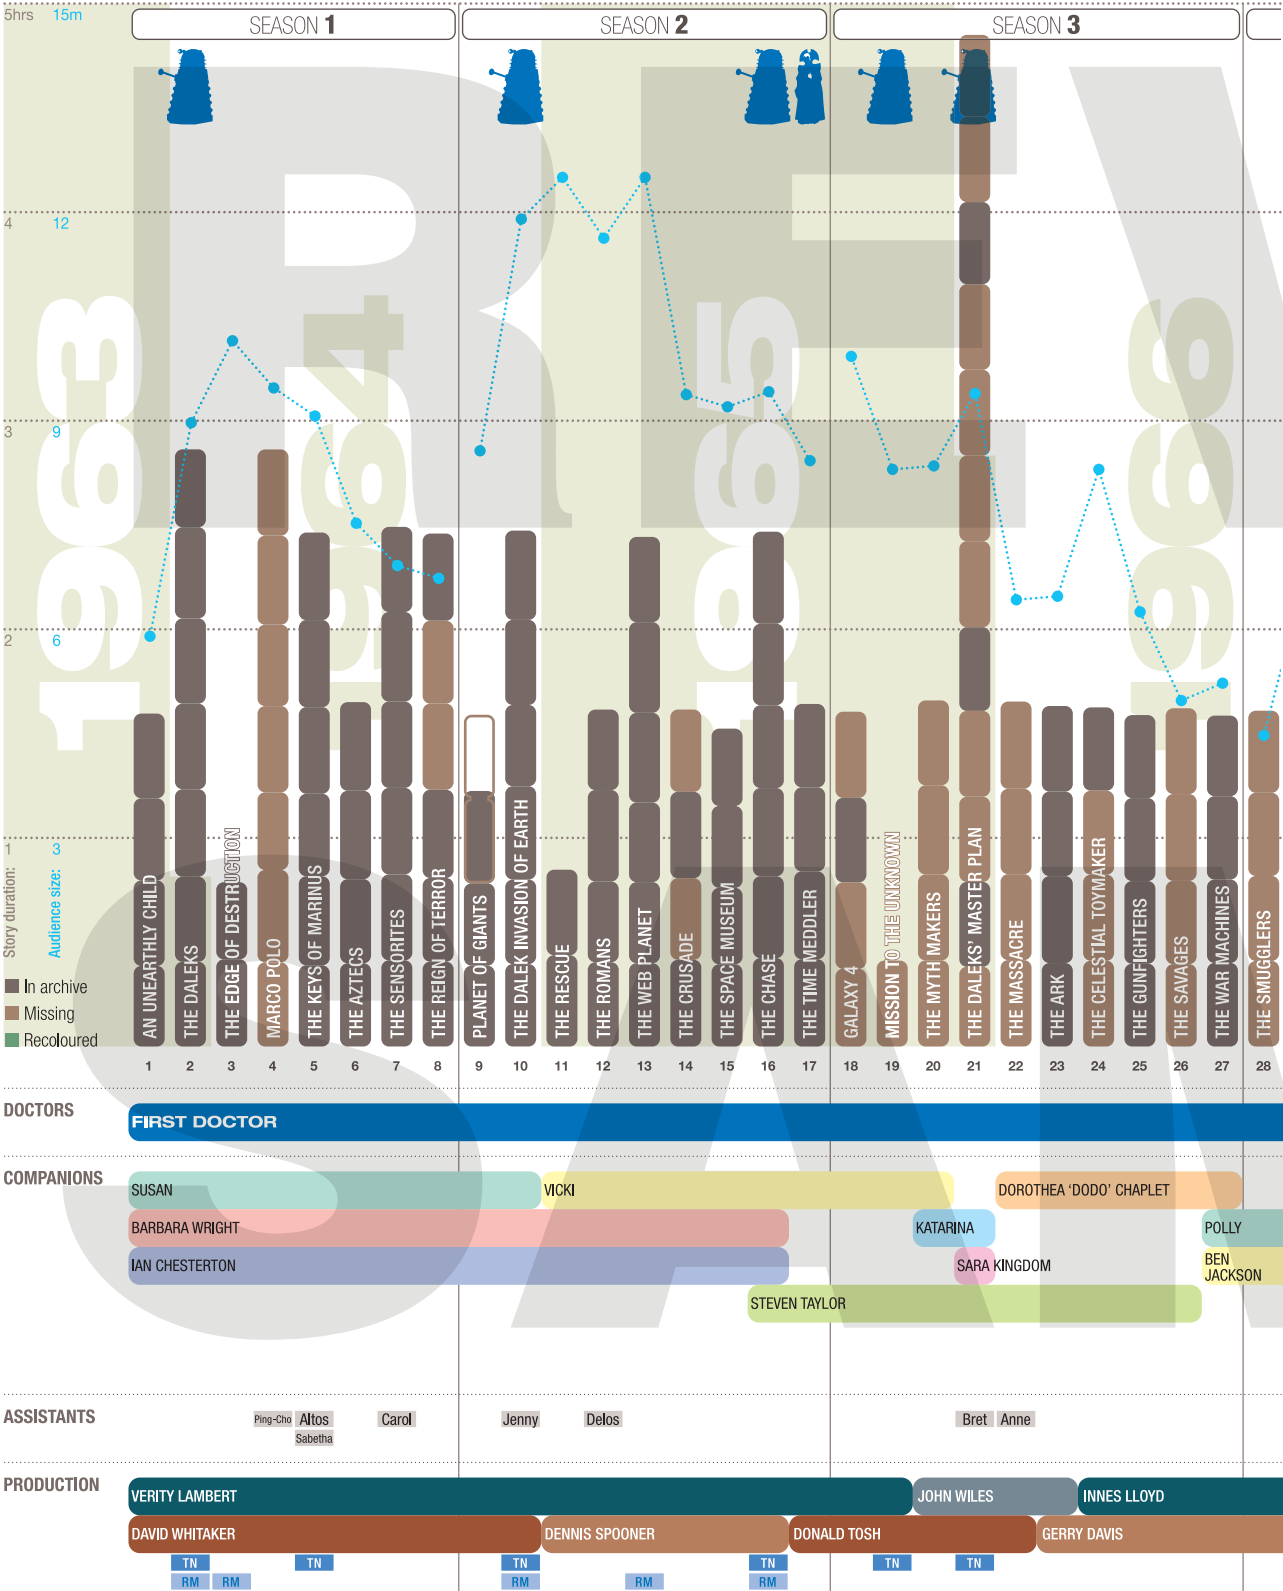 5hrs 15m
SEASON 1
SEASON 2
SEASON 3
4 12
3 9
2 6
1 3
1963
1964
1965
1966
Story duration:
Audience size:
In archive
Missing
Recoloured
AN UNEARTHLY CHILD
THE DALEKS
THE EDGE OF DESTRUCTION
MARCO POLO
THE KEYS OF MARINUS
THE AZTECS
THE SENSORITES
THE REIGN OF TERROR
PLANET OF GIANTS
THE DALEK INVASION OF EARTH
THE RESCUE
THE ROMANS
THE WEB PLANET
THE CRUSADE
THE SPACE MUSEUM
THE CHASE
THE TIME MEDDLER
GALAXY 4
MISSION TO THE UNKNOWN
THE MYTH MAKERS
THE DALEKS' MASTER PLAN
THE MASSACRE
THE ARK
THE CELESTIAL TOYMAKER
THE GUNFIGHTERS
THE SAVAGES
THE WAR MACHINES
THE SMUGGLERS
1 2 3 4 5 6 7 8 9 10 11 12 13 14 15 16 17 18 19 20 21 22 23 24 25 26 27 28
DOCTORS
FIRST DOCTOR
COMPANIONS
SUSAN VICKI DOROTHEA ‘DODO’ CHAPLET
BARBARA WRIGHT KATARINA POLLY
IAN CHESTERTON SARA KINGDOM BEN
JACKSON
STEVEN TAYLOR
ASSISTANTS
Ping-Cho Altos Carol Jenny Delos Bret Anne
Sabetha
PRODUCTION
VERITY LAMBERT JOHN WILES INNES LLOYD
DAVID WHITAKER DENNIS SPOONER DONALD TOSH GERRY DAVIS
TN TN TN TN TN TN
RM RM RM RM RM